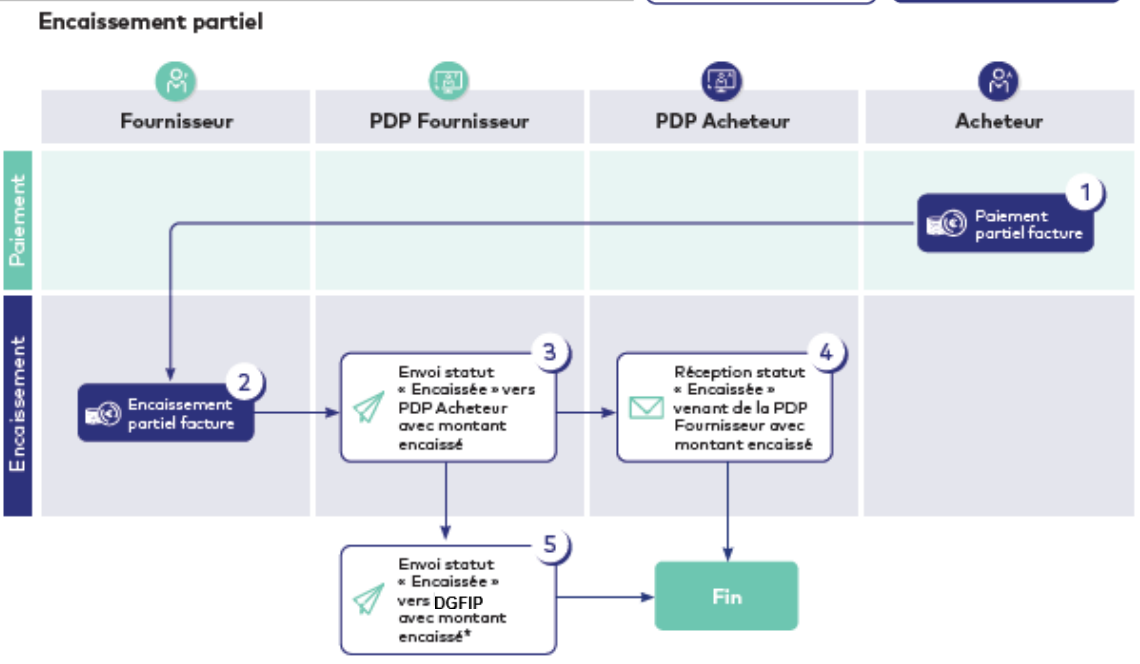 Encaissement partiel
Fournisseur
PDP Fournisseur
PDP Acheteur
Acheteur
Paiement
1
Paiement
partiel facture
Encaissement
2
Encaissement
partiel facture
3
Envoi statut
« Encaissée » vers
PDP Acheteur
avec montant
encaissé
4
Réception statut
« Encaissée »
venant de la PDP
Fournisseur avec
montant encaissé
5
Envoi statut
« Encaissée »
vers DGFIP
avec montant
encaissé*
Fin